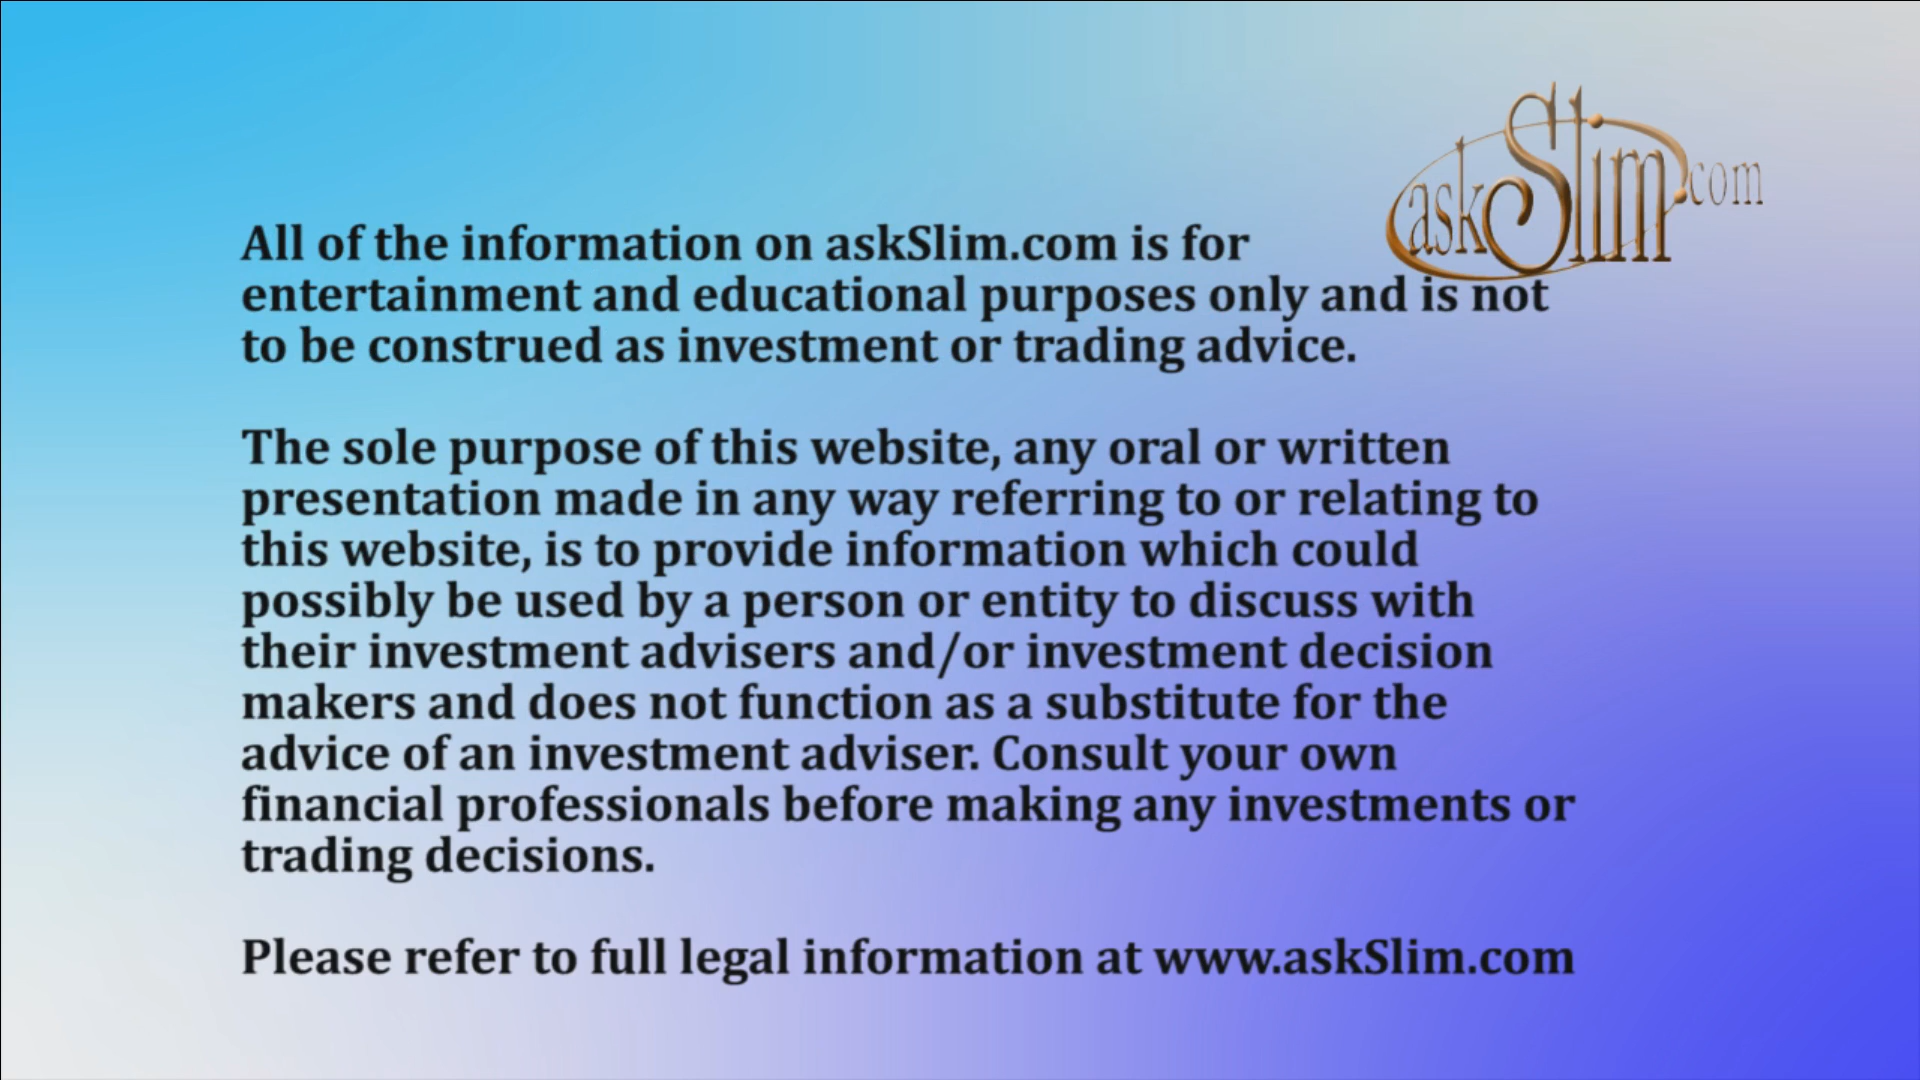 askSlim.com
All of the information on askSlim.com is for
entertainment and educational purposes only and is not
to be construed as investment or trading advice.
The sole purpose of this website, any oral or written
presentation made in any way referring to or relating to
this website, is to provide information which could
possibly be used by a person or entity to discuss with
their investment advisers and/or investment decision
makers and does not function as a substitute for the
advice of an investment adviser. Consult your own
financial professionals before making any investments or
trading decisions.
Please refer to full legal information at www.askSlim.com